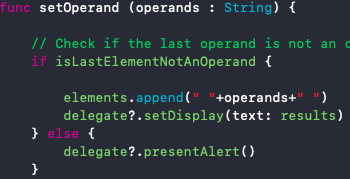 func setOperand (operands : String) {
// Check if the last operand is not an
if isLastElementNotAnOperand {
elements.append(" "+operands+" ")
delegate?.setDisplay(text: results)
} else {
delegate?.presentAlert()
}